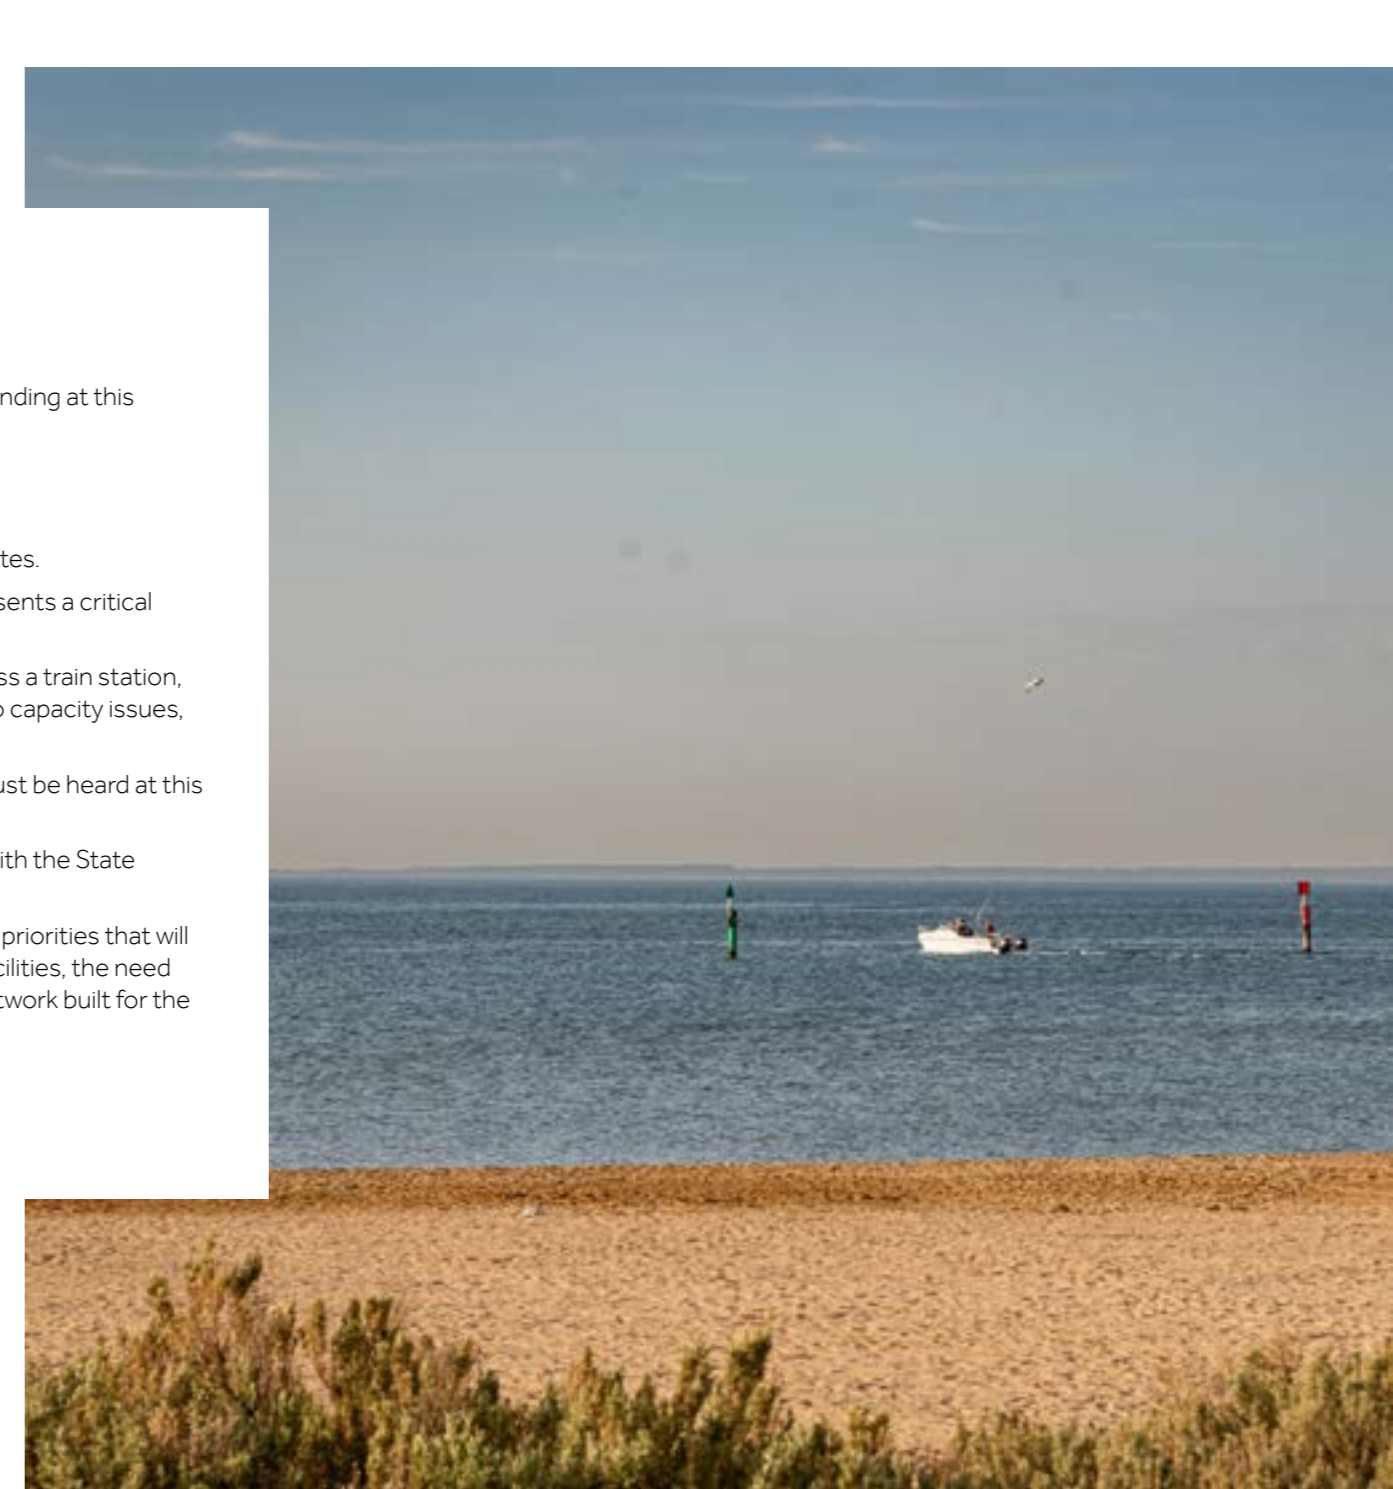 nding at this
tes.
sents a critical
ss a train station,
o capacity issues,
ust be heard at this
ith the State
priorities that will
cilities, the need
twork built for the